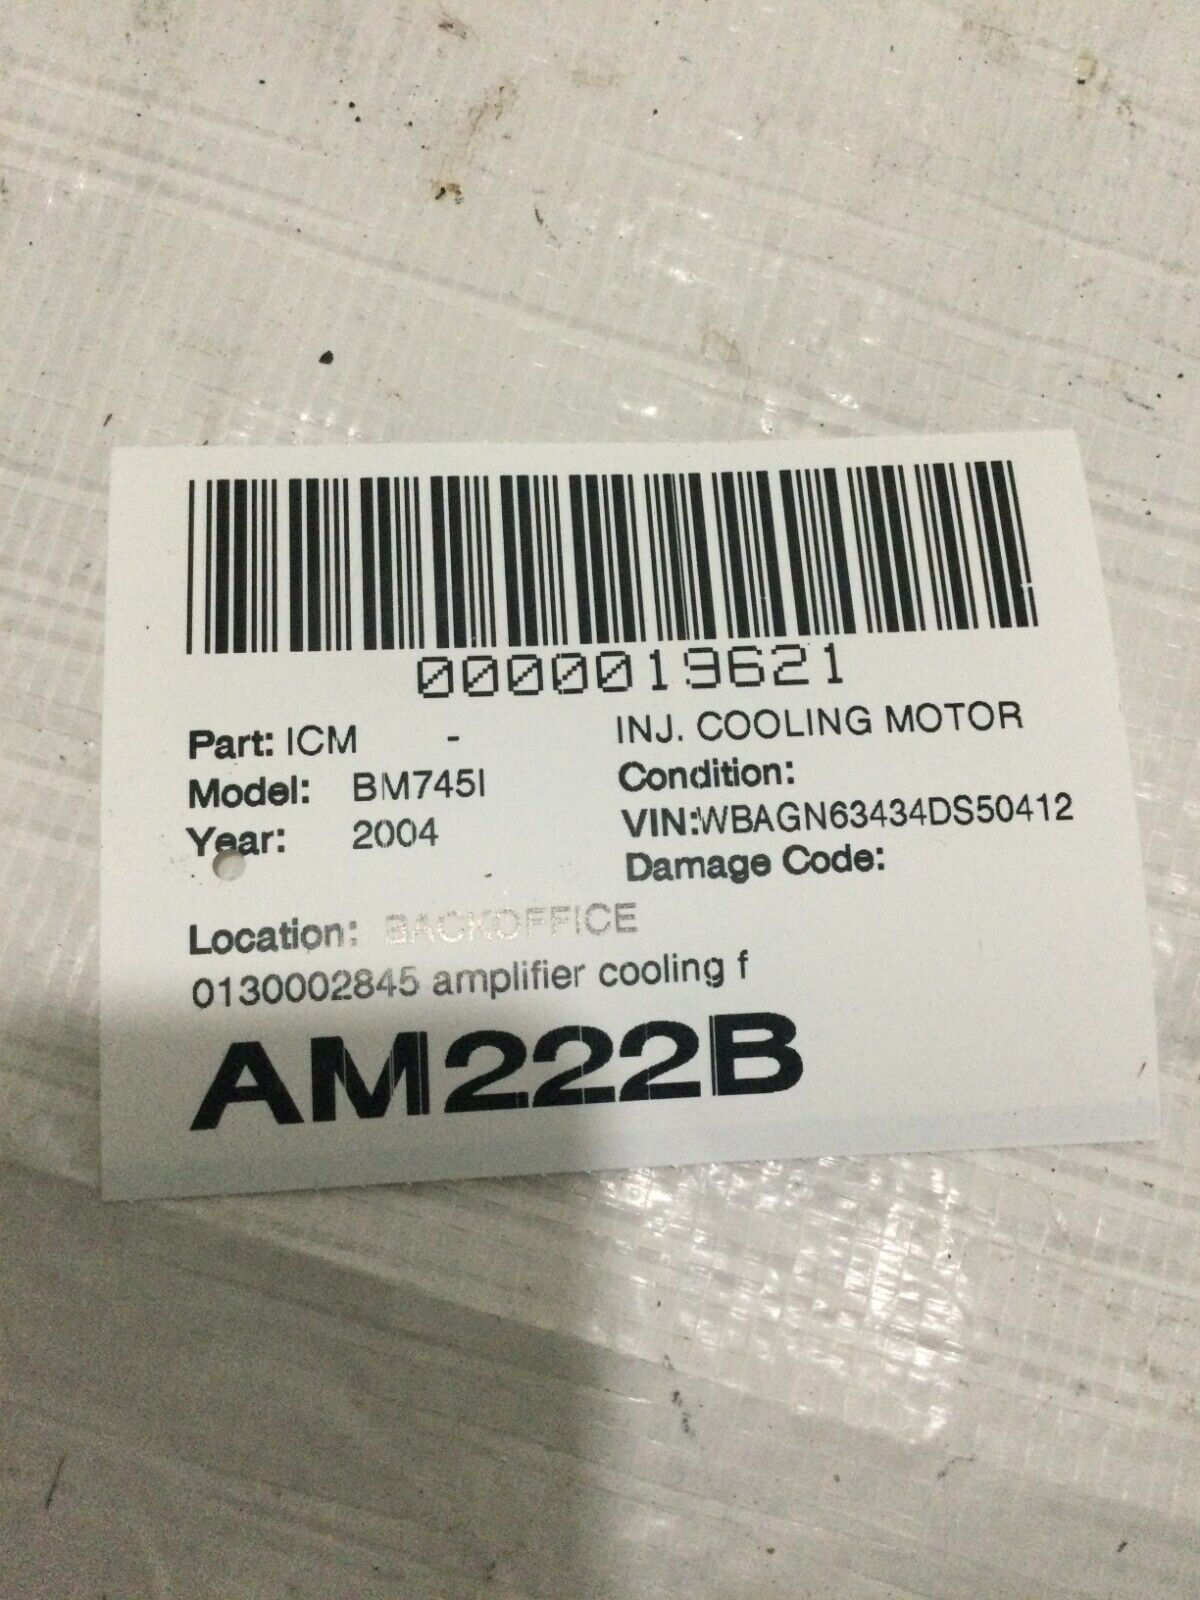 0000019621
Part: ICM - INJ. COOLING MOTOR
Model: BM745I Condition:
Year: 2004 VIN:WBAGN63434DS50412
Damage Code:
Location: BACKOFFICE
0130002845 amplifier cooling f
AM222B